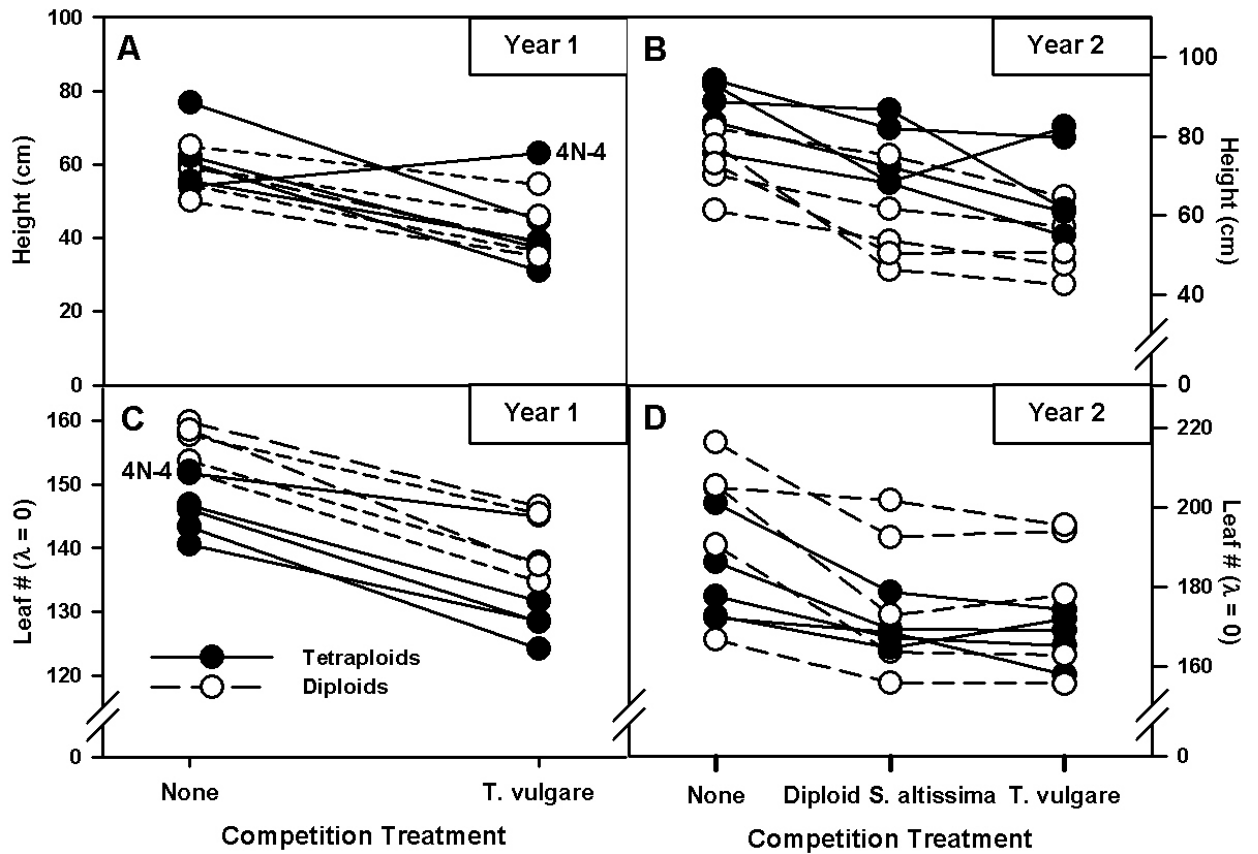 A
Year 1
Height (cm)
100
80
60
40
20
0
4N-4
B
Year 2
Height (cm)
100
80
60
40
0
C
Year 1
Leaf # (λ = 0)
160
150
140
130
120
0
4N-4
Tetraploids
Diploids
None
T. vulgare
Competition Treatment
D
Year 2
Leaf # (λ = 0)
220
200
180
160
0
None
Diploid S. altissima
T. vulgare
Competition Treatment